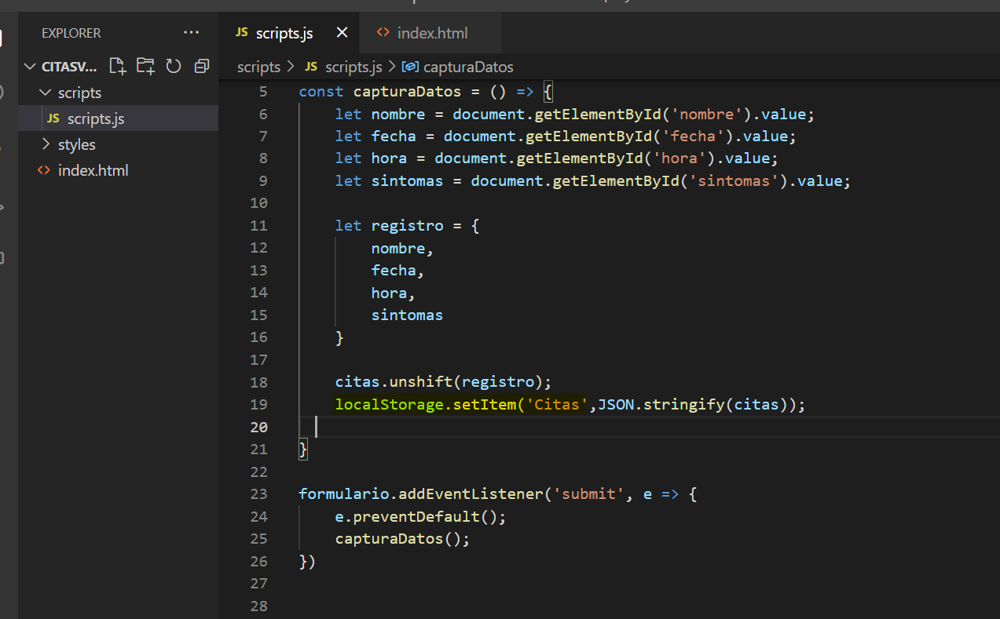 EXPLORER ···
JS scripts.js × <> index.html
CITASV...
scripts > JS scripts.js > capturaDatos
scripts
JS scripts.js
styles
<> index.html
5 const capturaDatos = () => {
6 let nombre = document.getElementById('nombre').value;
7 let fecha = document.getElementById('fecha').value;
8 let hora = document.getElementById('hora').value;
9 let sintomas = document.getElementById('sintomas').value;
10
11 let registro = {
12 nombre,
13 fecha,
14 hora,
15 sintomas
16 }
17
18 citas.unshift(registro);
19 localStorage.setItem('Citas',JSON.stringify(citas));
20
21 }
22
23 formulario.addEventListener('submit', e => {
24 e.preventDefault();
25 capturaDatos();
26 })
27
28